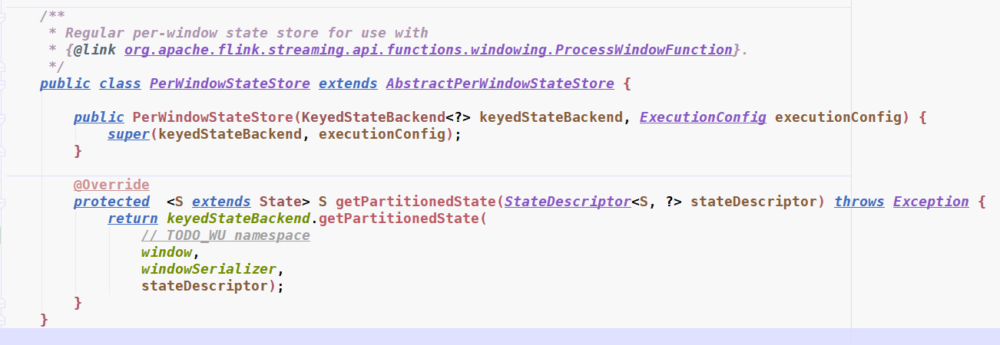 /**
 * Regular per-window state store for use with
 * {@link org.apache.flink.streaming.api.functions.windowing.ProcessWindowFunction}.
 */
public class PerWindowStateStore extends AbstractPerWindowStateStore {
public PerWindowStateStore(KeyedStateBackend<?> keyedStateBackend, ExecutionConfig executionConfig) {
super(keyedStateBackend, executionConfig);
}
@Override
protected  <S extends State> S getPartitionedState(StateDescriptor<S, ?> stateDescriptor) throws Exception {
return keyedStateBackend.getPartitionedState(
// TODO_WU namespace
window,
windowSerializer,
stateDescriptor);
}
}